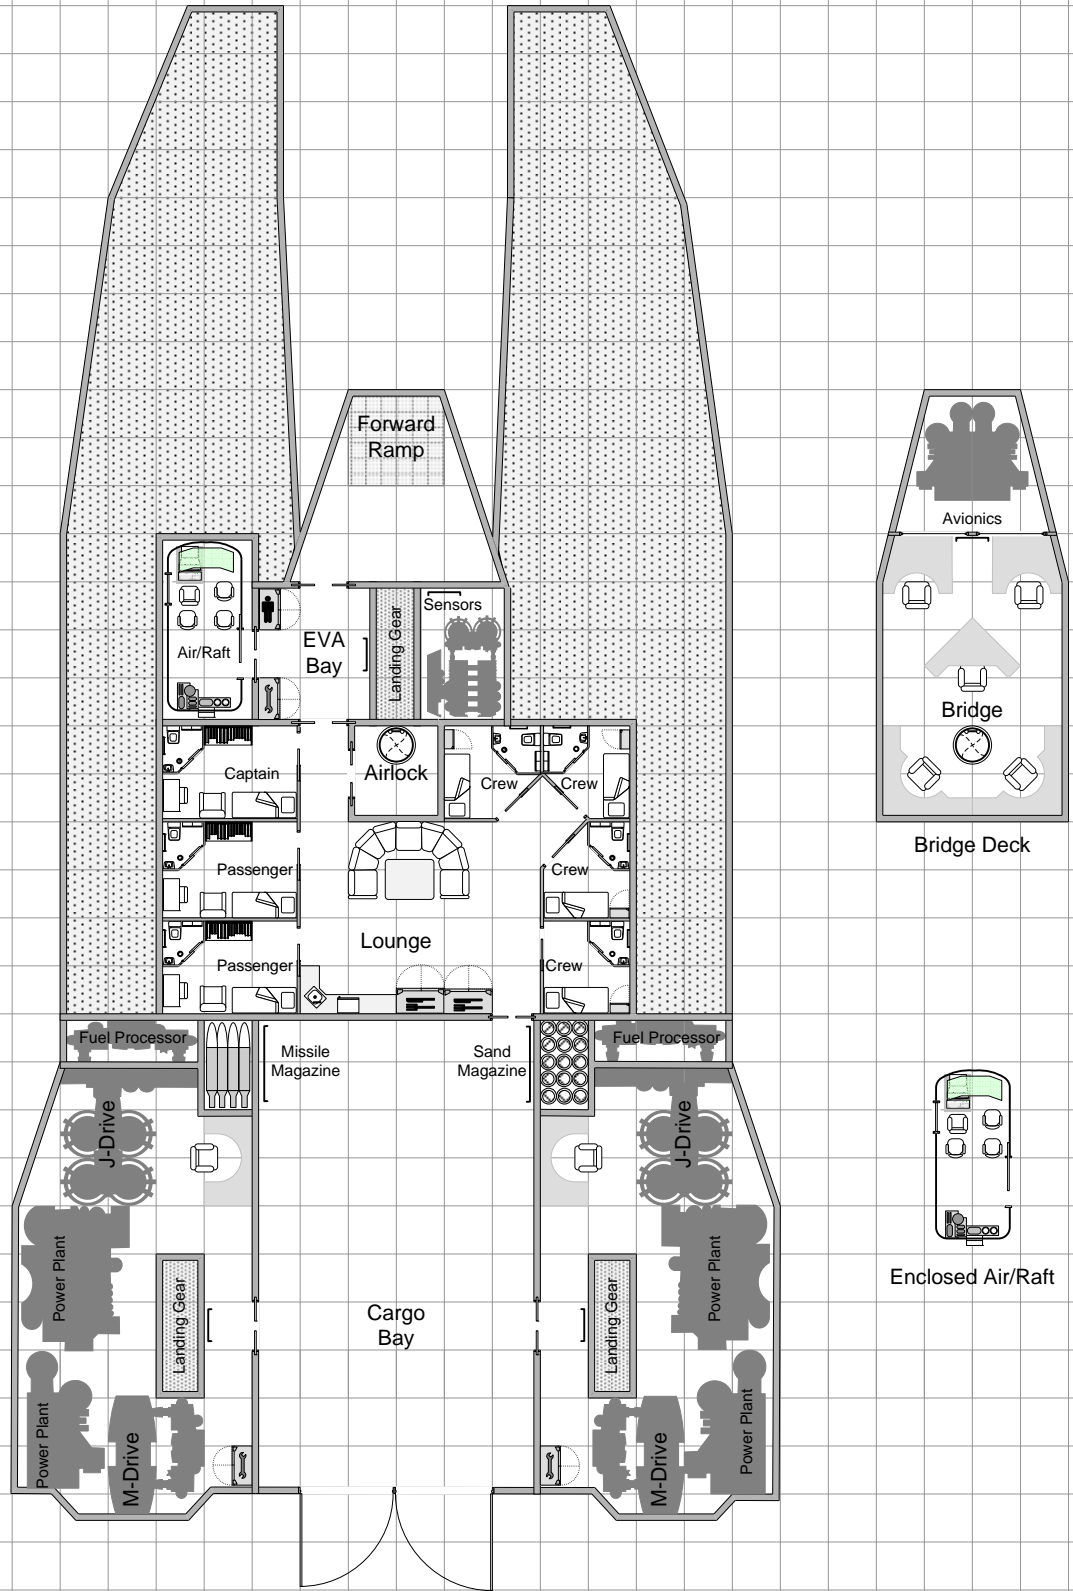 Forward
Ramp
Avionics
Sensors
Landing Gear
EVA
Bay
Air/Raft
Bridge
Captain
Airlock
Crew
Crew
Bridge Deck
Passenger
Crew
Lounge
Passenger
Crew
Fuel Processor
Fuel Processor
Missile
Magazine
Sand
Magazine
J-Drive
J-Drive
Power Plant
Power Plant
Enclosed Air/Raft
Landing Gear
Landing Gear
Cargo
Bay
Power Plant
Power Plant
M-Drive
M-Drive